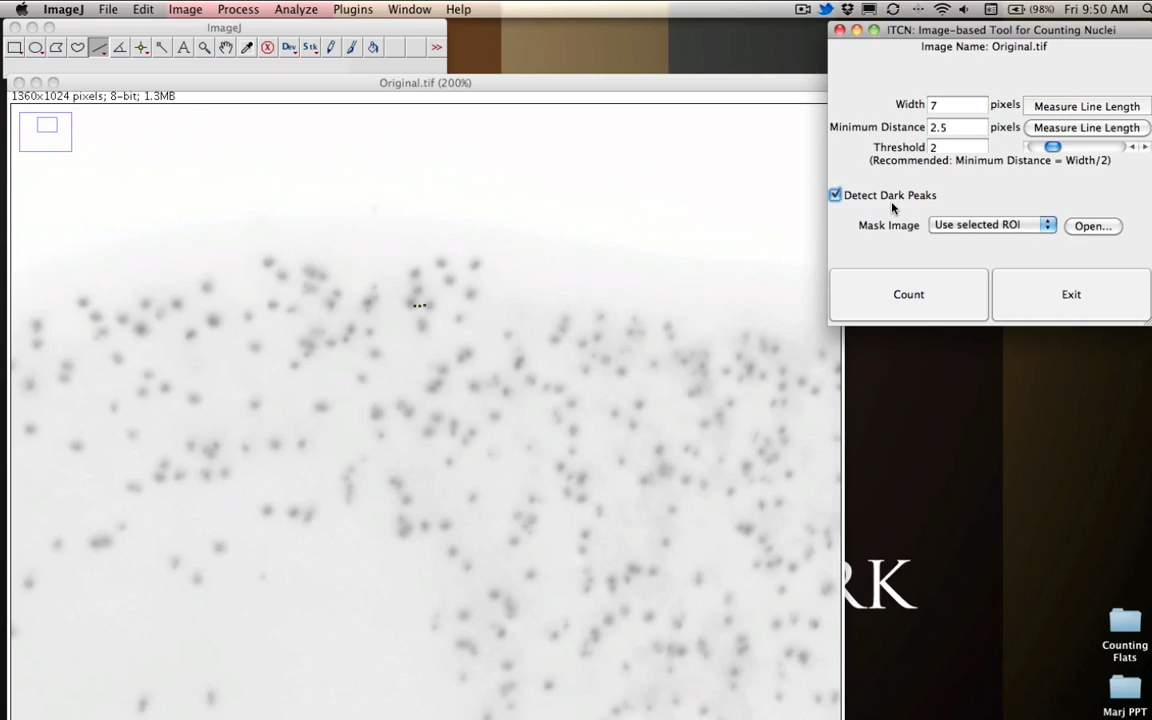 ImageJ File Edit Image Process Analyze Plugins Window Help (98%) Fri 9:50 AM
ImageJ
A Dev Stk >>
Original.tif (200%)
1360x1024 pixels; 8-bit; 1.3MB
ITCN: Image-based Tool for Counting Nuclei
Image Name: Original.tif
Width 7 pixels Measure Line Length
Minimum Distance 2.5 pixels Measure Line Length
Threshold 2
(Recommended: Minimum Distance = Width/2)
Detect Dark Peaks
Mask Image Use selected ROI Open...
Count Exit
RK
Counting
Flats
Marj PPT